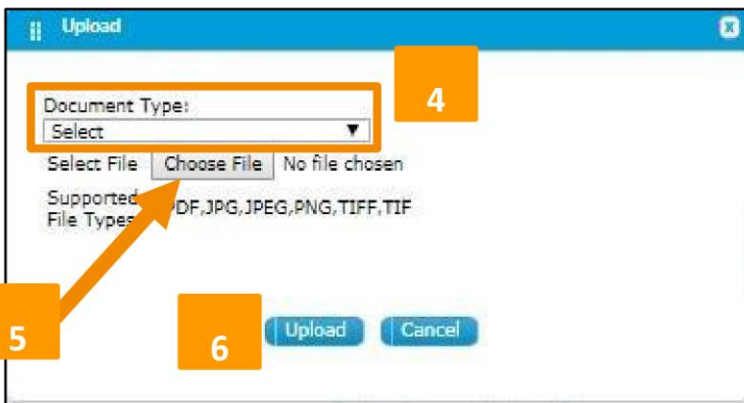 Upload
4
Document Type:
Select
Select File Choose File No file chosen
Supported
File Types PDF,JPG,JPEG,PNG,TIFF,TIF
5
6
Upload Cancel